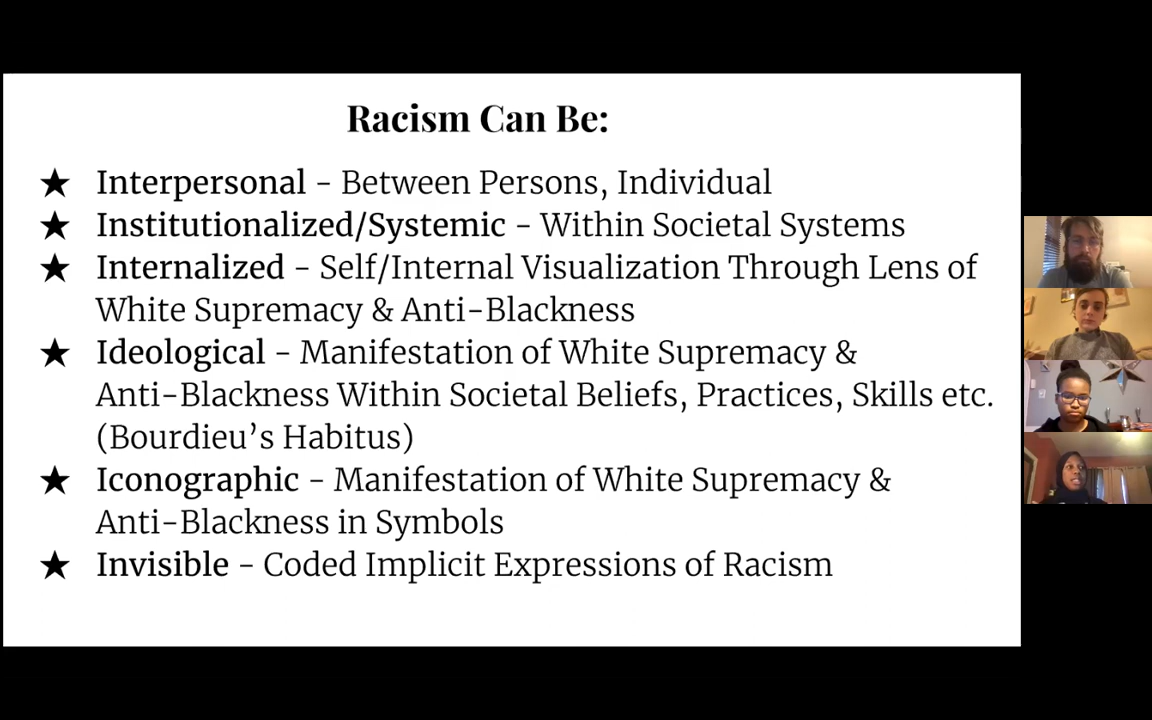 Racism Can Be:
★ Interpersonal - Between Persons, Individual
★ Institutionalized/Systemic - Within Societal Systems
★ Internalized - Self/Internal Visualization Through Lens of
White Supremacy & Anti-Blackness
★ Ideological - Manifestation of White Supremacy &
Anti-Blackness Within Societal Beliefs, Practices, Skills etc.
(Bourdieu’s Habitus)
★ Iconographic - Manifestation of White Supremacy &
Anti-Blackness in Symbols
★ Invisible - Coded Implicit Expressions of Racism